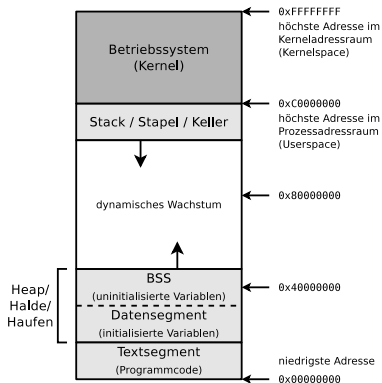 0xFFFFFFFF
höchste Adresse im
Kerneladressraum
(Kernelspace)
Betriebssystem
(Kernel)
0xC0000000
höchste Adresse im
Prozessadressraum
(Userspace)
Stack / Stapel / Keller
dynamisches Wachstum
0x80000000
Heap/
Halde/
Haufen
BSS
(uninitialisierte Variablen)
0x40000000
Datensegment
(initialisierte Variablen)
Textsegment
(Programmcode)
niedrigste Adresse
0x00000000